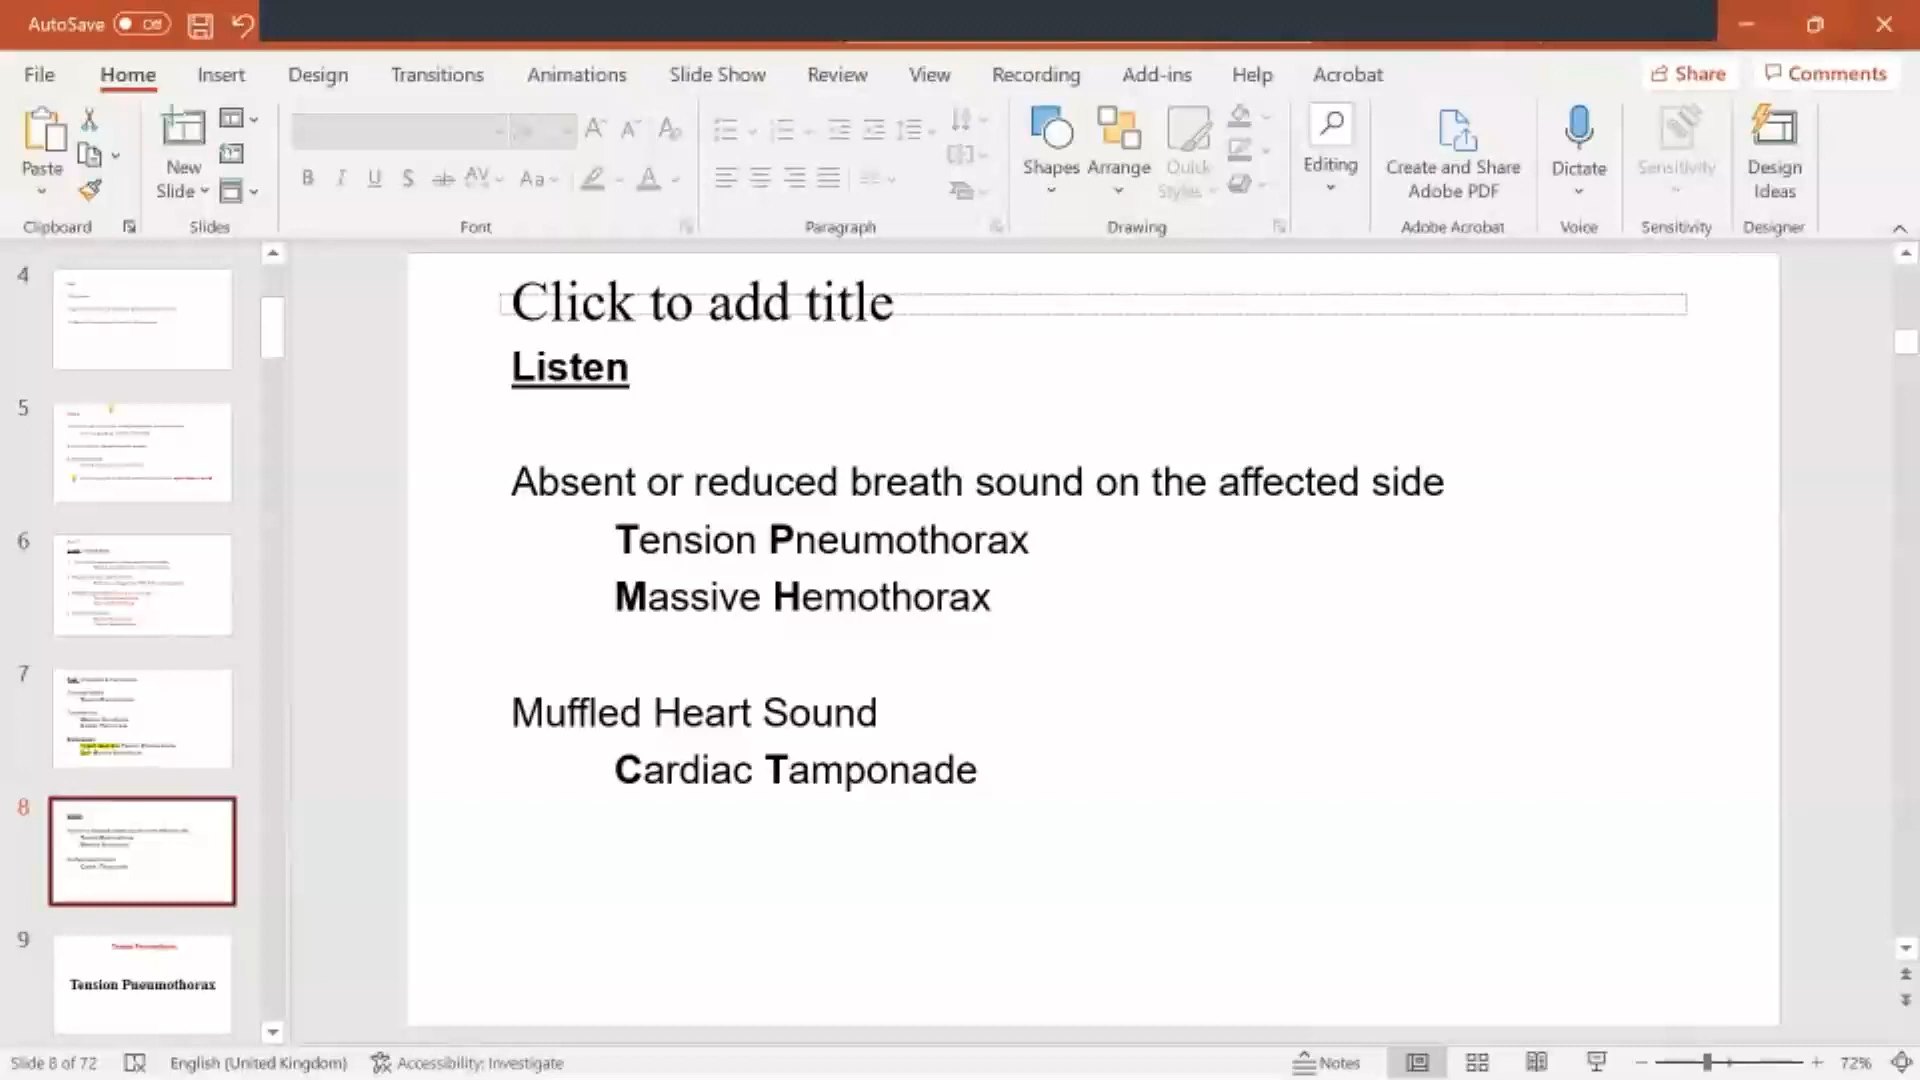 AutoSave Off
File Home Insert Design Transitions Animations Slide Show Review View Recording Add-ins Help Acrobat Share Comments
Paste
New Slide
B I U S ab AV Aa A
Shapes Arrange Quick Styles
Editing
Create and Share Adobe PDF
Dictate
Sensitivity
Design Ideas
Clipboard Slides Font Paragraph Drawing Adobe Acrobat Voice Sensitivity Designer
4
5
6
7
8
9
Tension Pneumothorax
Click to add title
Listen
Absent or reduced breath sound on the affected side
Tension Pneumothorax
Massive Hemothorax
Muffled Heart Sound
Cardiac Tamponade
Slide 8 of 72 English (United Kingdom) Accessibility: Investigate Notes 72%